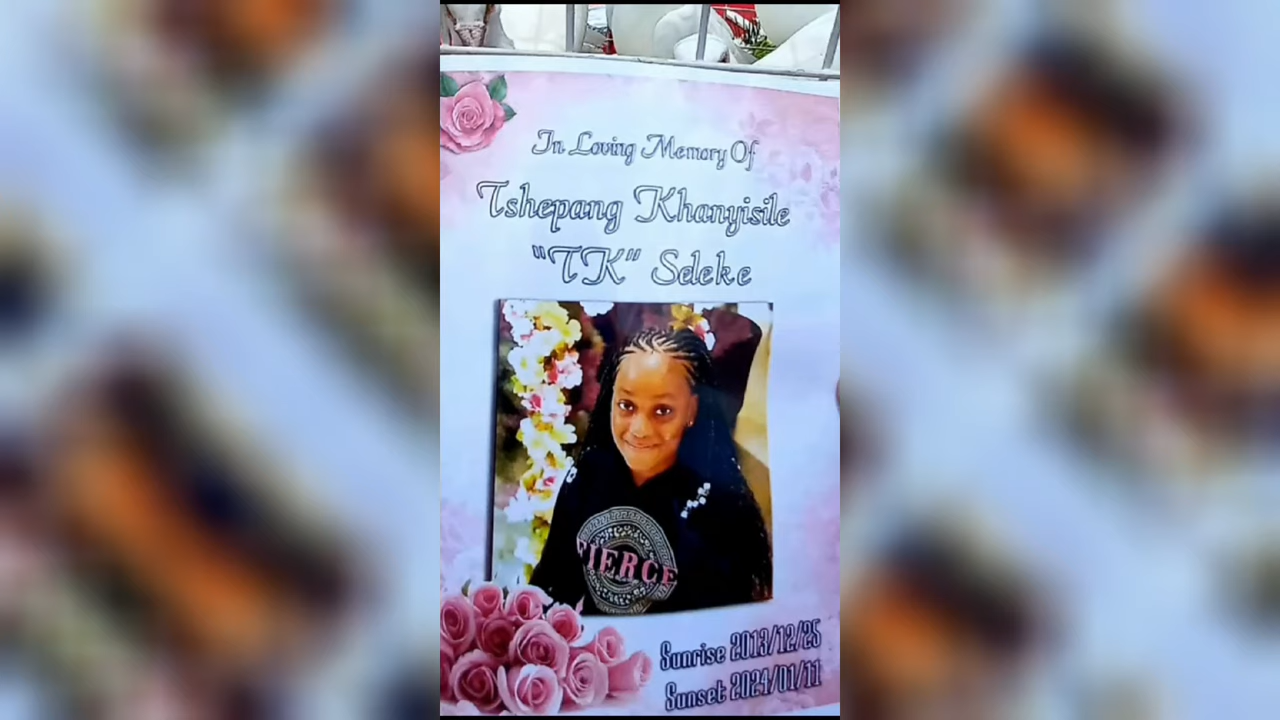 In Loving Memory Of
Tshepang Khanyisile
"TK" Seleke
FIERCE
Sunrise 2013/12/25
Sunset 2024/01/11